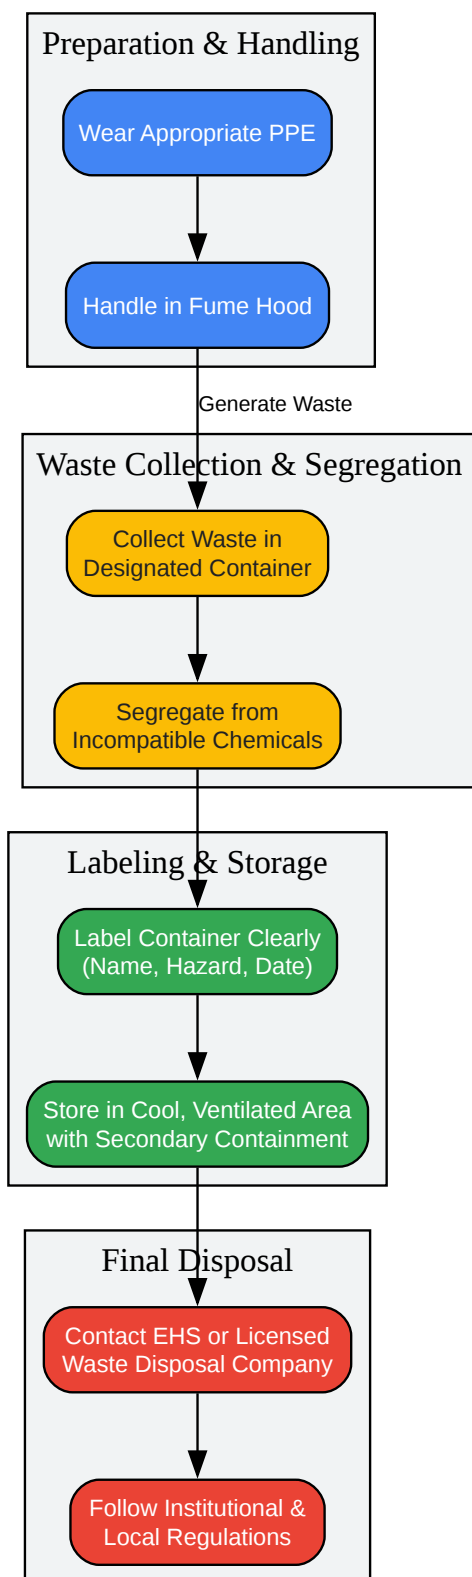 Preparation & Handling
Wear Appropriate PPE
Handle in Fume Hood
Generate Waste
Waste Collection & Segregation
Collect Waste in
Designated Container
Segregate from
Incompatible Chemicals
Labeling & Storage
Label Container Clearly
(Name, Hazard, Date)
Store in Cool, Ventilated Area
with Secondary Containment
Final Disposal
Contact EHS or Licensed
Waste Disposal Company
Follow Institutional &
Local Regulations